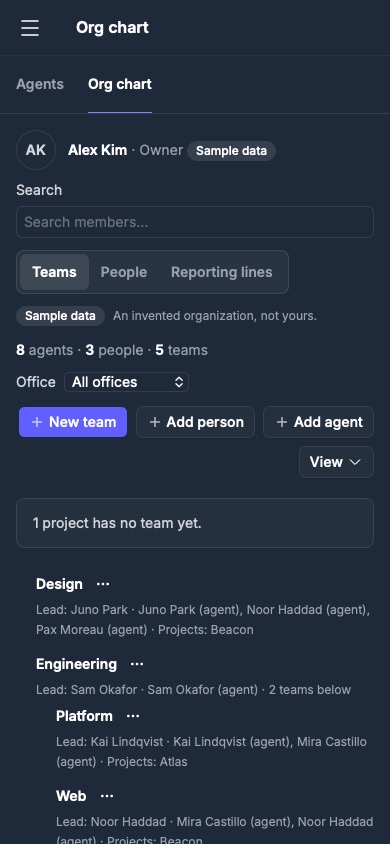 Org chart
Agents Org chart
AK Alex Kim · Owner Sample data
Search
Search members...
Teams People Reporting lines
Sample data An invented organization, not yours.
8 agents · 3 people · 5 teams
Office All offices
+ New team + Add person + Add agent
View
1 project has no team yet.
Design ···
Lead: Juno Park · Juno Park (agent), Noor Haddad (agent),
Pax Moreau (agent) · Projects: Beacon
Engineering ···
Lead: Sam Okafor · Sam Okafor (agent) · 2 teams below
Platform ···
Lead: Kai Lindqvist · Kai Lindqvist (agent), Mira Castillo
(agent) · Projects: Atlas
Web ···
Lead: Noor Haddad · Mira Castillo (agent), Noor Haddad
(agent) · Projects: Beacon